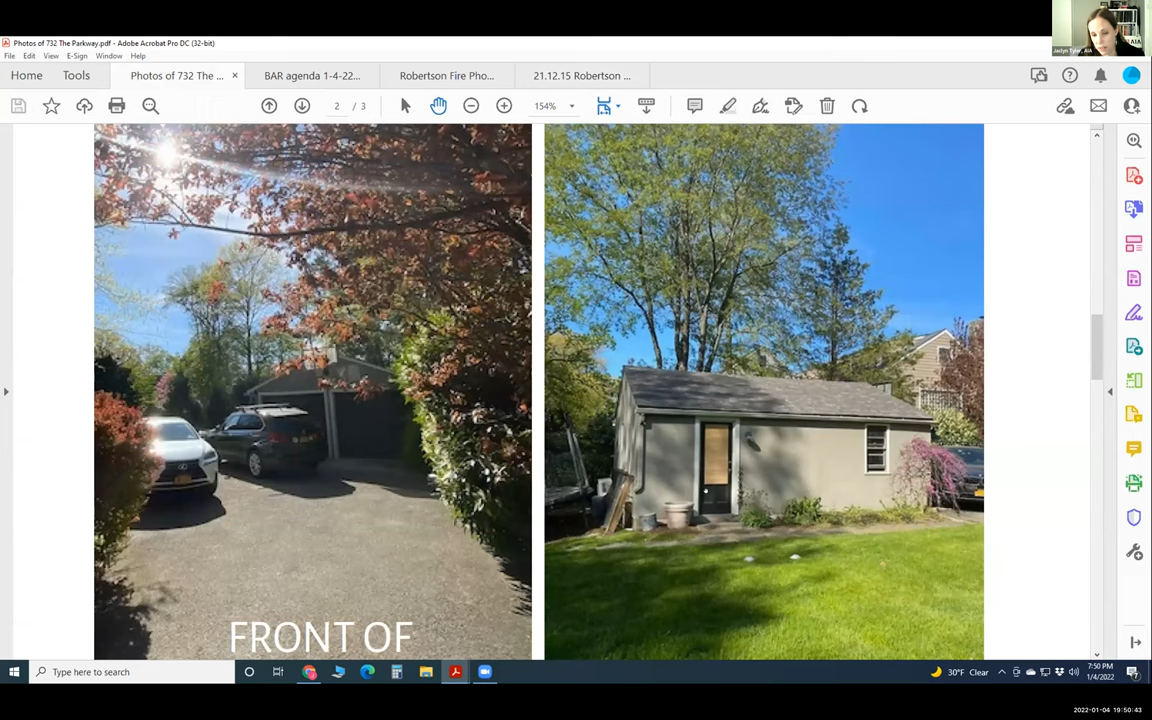 Photos of 732 The Parkway.pdf - Adobe Acrobat Pro DC (32-bit)
File Edit View E-Sign Window Help
Home Tools Photos of 732 The ... × BAR agenda 1-4-22... Robertson Fire Pho... 21.12.15 Robertson ...
2 / 3 154%
FRONT OF
Type here to search
30°F Clear
7:50 PM
1/4/2022
2022-01-04 19:50:43